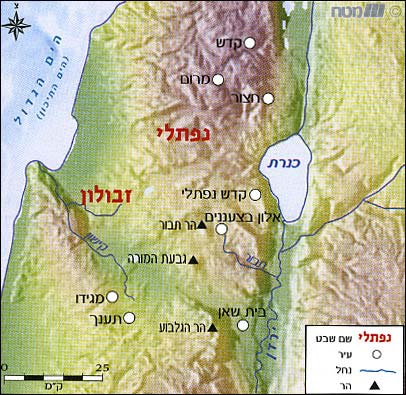 © מטח
צ
הים הגדול
(הים התיכון)
קדש
מרום
חצור
נפתלי
כנרת
זבולון
קדש נפתלי
אלון בצעננים
הר תבור
קישון
תבור
גבעת המורה
מגידו
תענך
בית שאן
הר הגלבוע
הירדן
נפתלי שם שבט
עיר
נחל
הר
0 25
ק"מ